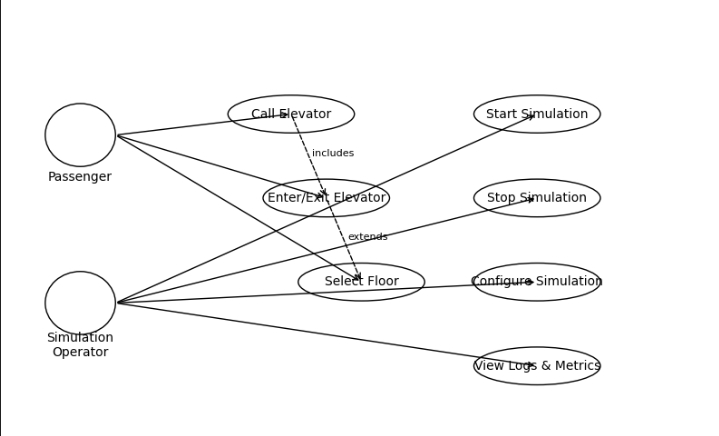 Call Elevator
Start Simulation
includes
Passenger
Enter/Exit Elevator
Stop Simulation
extends
Select Floor
Configure Simulation
Simulation
Operator
View Logs & Metrics